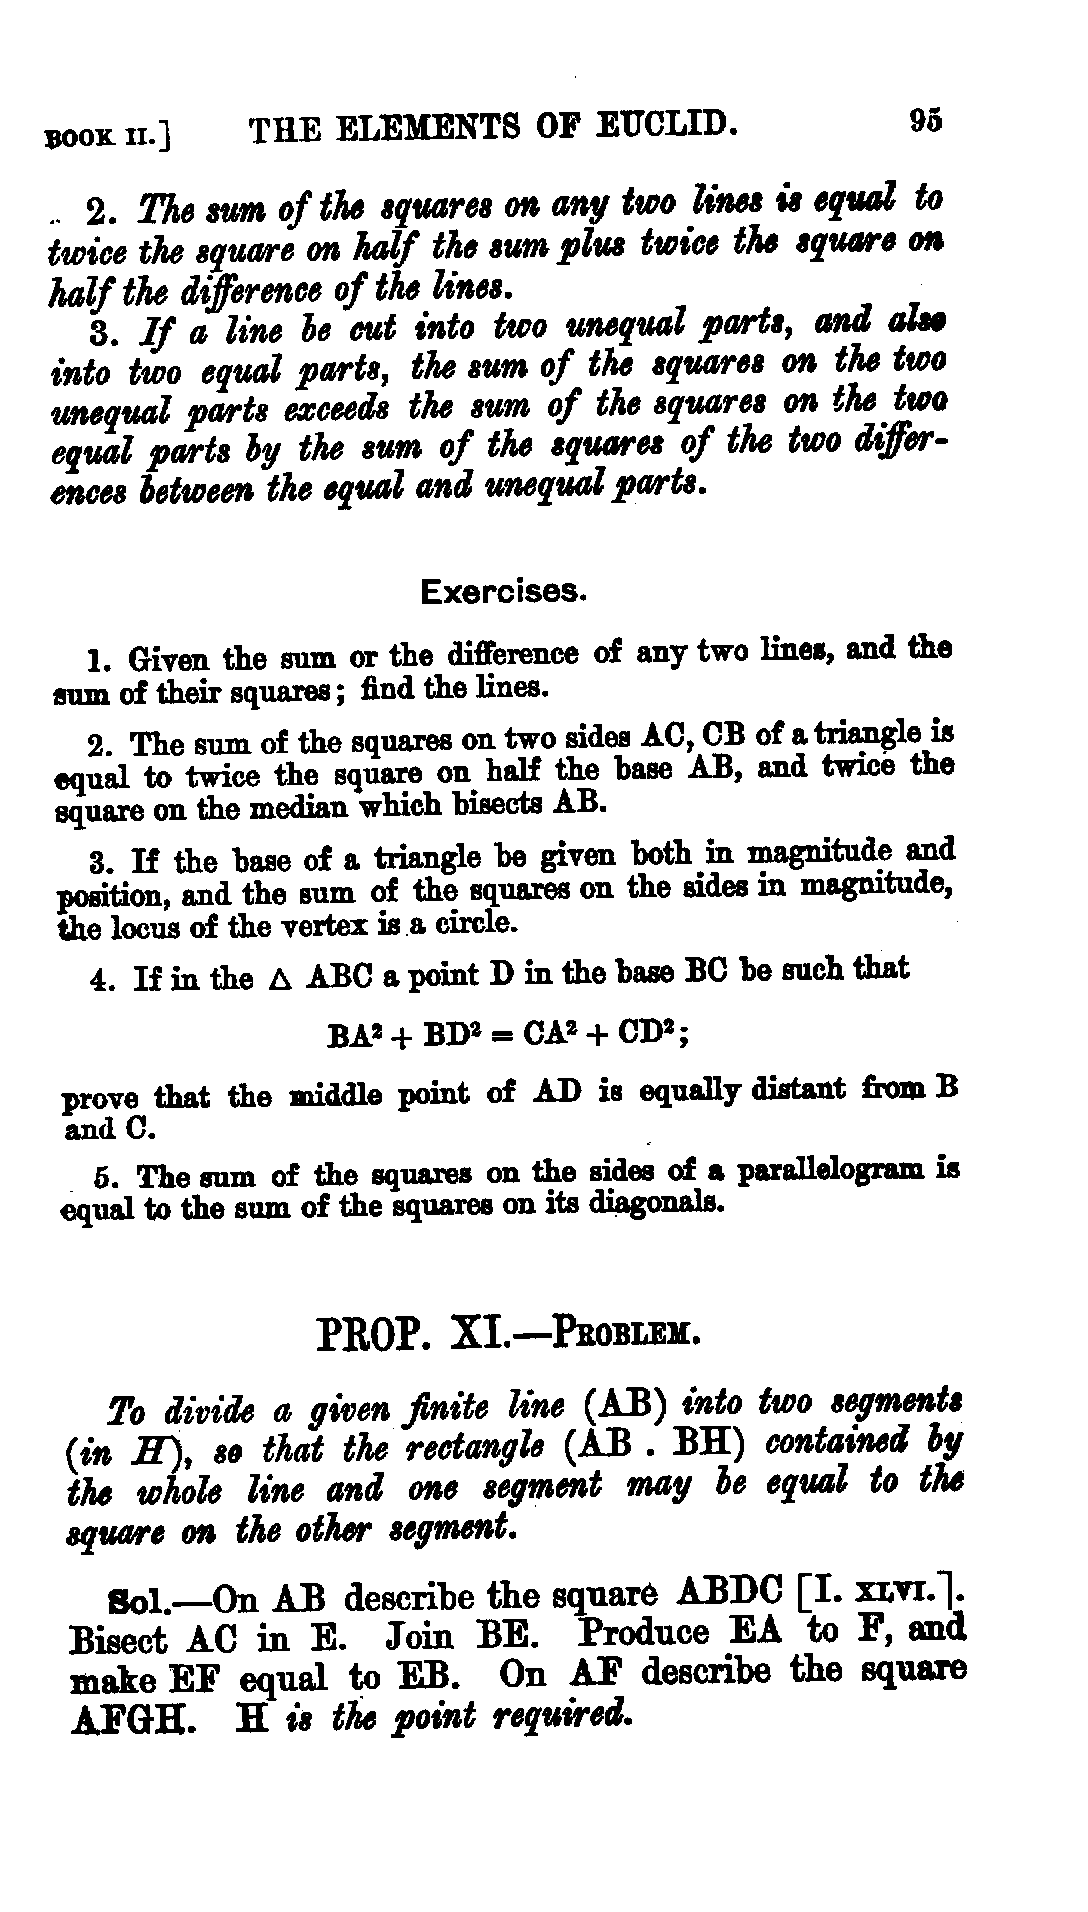 BOOK II.] THE ELEMENTS OF EUCLID. 95
2. The sum of the squares on any two lines is equal to
twice the square on half the sum plus twice the square on
half the difference of the lines.
3. If a line be cut into two unequal parts, and also
into two equal parts, the sum of the squares on the two
unequal parts exceeds the sum of the squares on the two
equal parts by the sum of the squares of the two differ-
ences between the equal and unequal parts.
Exercises.
1. Given the sum or the difference of any two lines, and the
sum of their squares; find the lines.
2. The sum of the squares on two sides AC, CB of a triangle is
equal to twice the square on half the base AB, and twice the
square on the median which bisects AB.
3. If the base of a triangle be given both in magnitude and
position, and the sum of the squares on the sides in magnitude,
the locus of the vertex is a circle.
4. If in the △ ABC a point D in the base BC be such that
BA² + BD² = CA² + CD²;
prove that the middle point of AD is equally distant from B
and C.
5. The sum of the squares on the sides of a parallelogram is
equal to the sum of the squares on its diagonals.
PROP. XI.—PROBLEM.
To divide a given finite line (AB) into two segments
(in H), so that the rectangle (AB . BH) contained by
the whole line and one segment may be equal to the
square on the other segment.
Sol.—On AB describe the square ABDC [I. XLVI.].
Bisect AC in E. Join BE. Produce EA to F, and
make EF equal to EB. On AF describe the square
AFGH. H is the point required.